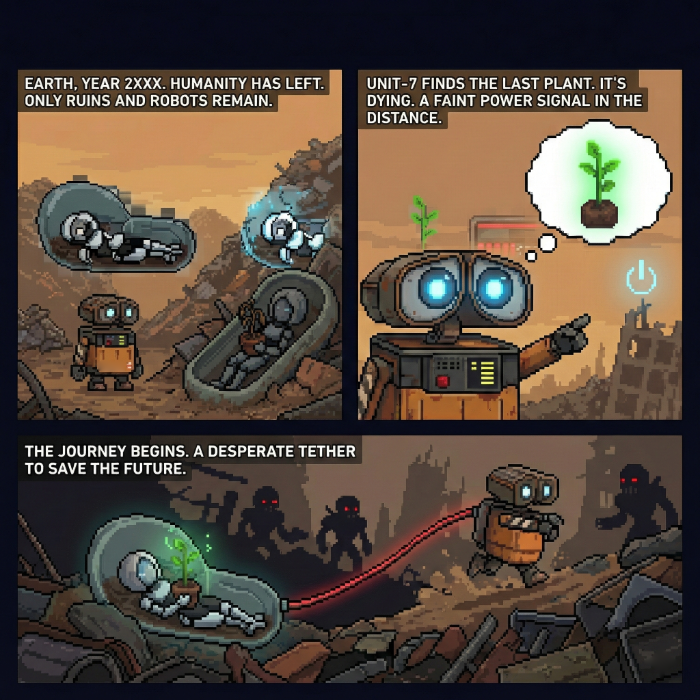 EARTH, YEAR 2XXX. HUMANITY HAS LEFT.
ONLY RUINS AND ROBOTS REMAIN.
UNIT-7 FINDS THE LAST PLANT. IT'S
DYING. A FAINT POWER SIGNAL IN THE
DISTANCE.
THE JOURNEY BEGINS. A DESPERATE TETHER
TO SAVE THE FUTURE.